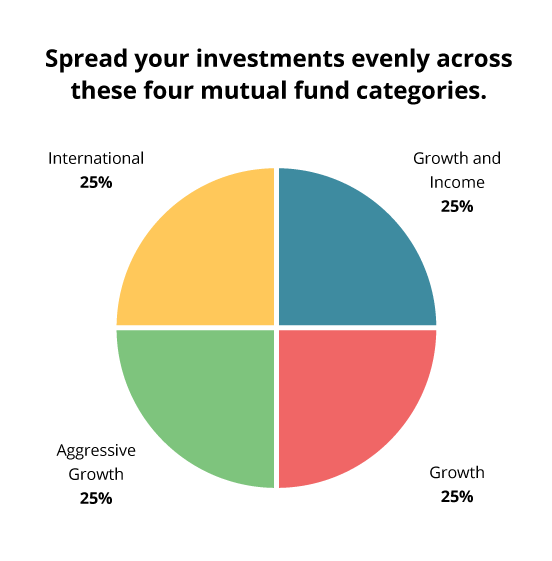 Spread your investments evenly across
these four mutual fund categories.
International
25%
Growth and
Income
25%
Aggressive
Growth
25%
Growth
25%